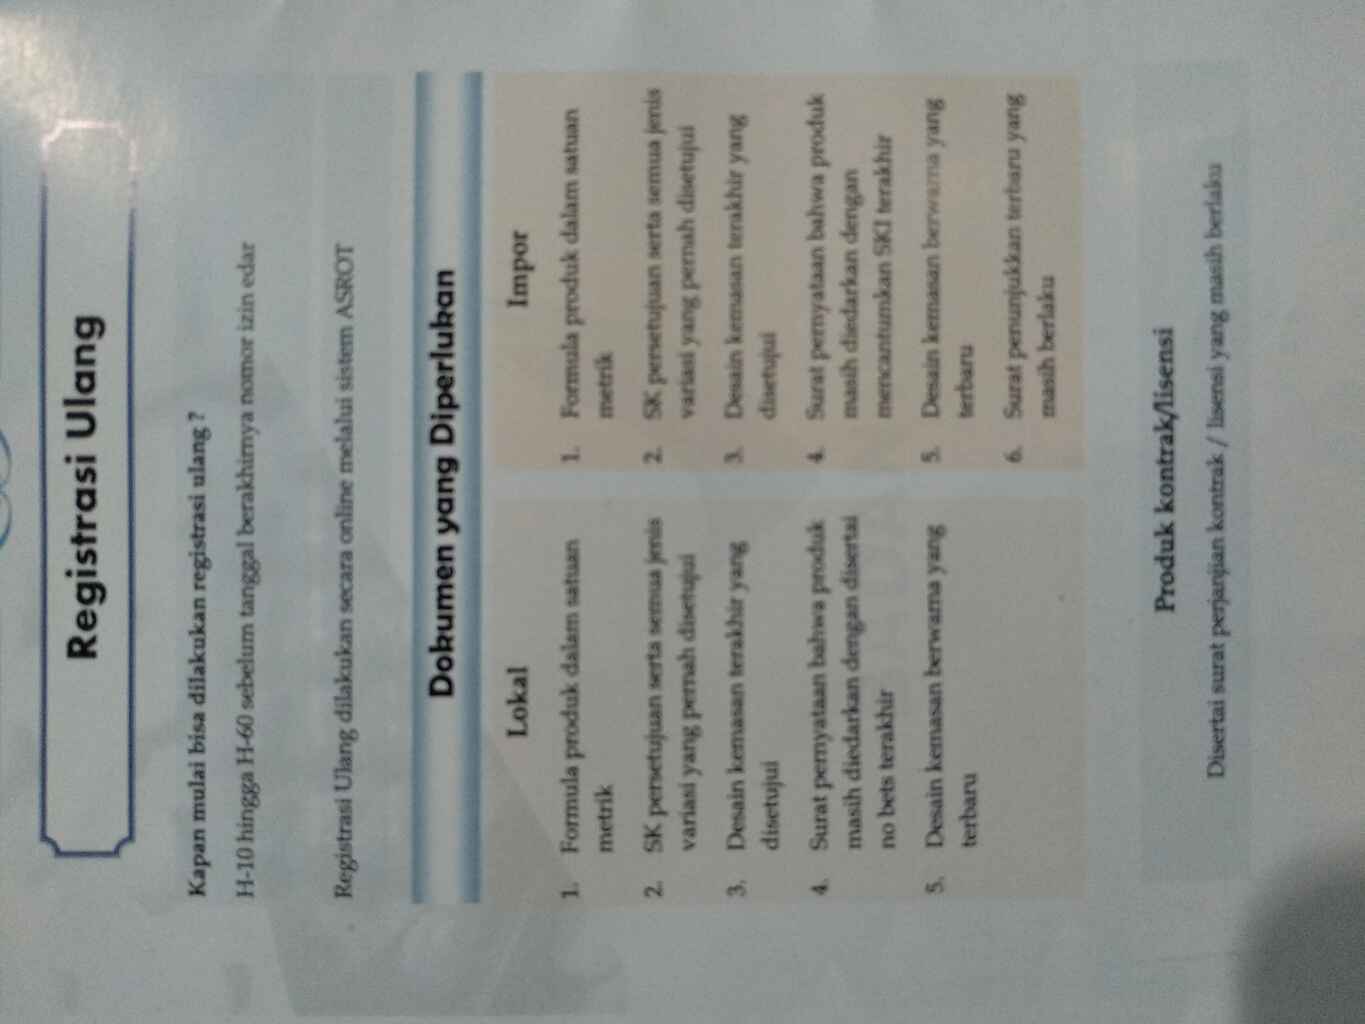 Registrasi Ulang
Kapan mulai bisa dilakukan registrasi ulang ?
H-10 hingga H-60 sebelum tanggal berakhirnya nomor izin edar
Registrasi Ulang dilakukan secara online melalui sistem ASROT
Dokumen yang Diperlukan
Lokal
1. Formula produk dalam satuan
metrik
2. SK persetujuan serta semua jenis
variasi yang pernah disetujui
3. Desain kemasan terakhir yang
disetujui
4. Surat pernyataan bahwa produk
masih diedarkan dengan disertai
no bets terakhir
5. Desain kemasan berwarna yang
terbaru
Impor
1. Formula produk dalam satuan
metrik
2. SK persetujuan serta semua jenis
variasi yang pernah disetujui
3. Desain kemasan terakhir yang
disetujui
4. Surat pernyataan bahwa produk
masih diedarkan dengan
mencantumkan SKI terakhir
5. Desain kemasan berwarna yang
terbaru
6. Surat penunjukkan terbaru yang
masih berlaku
Produk kontrak/lisensi
Disertai surat perjanjian kontrak / lisensi yang masih berlaku